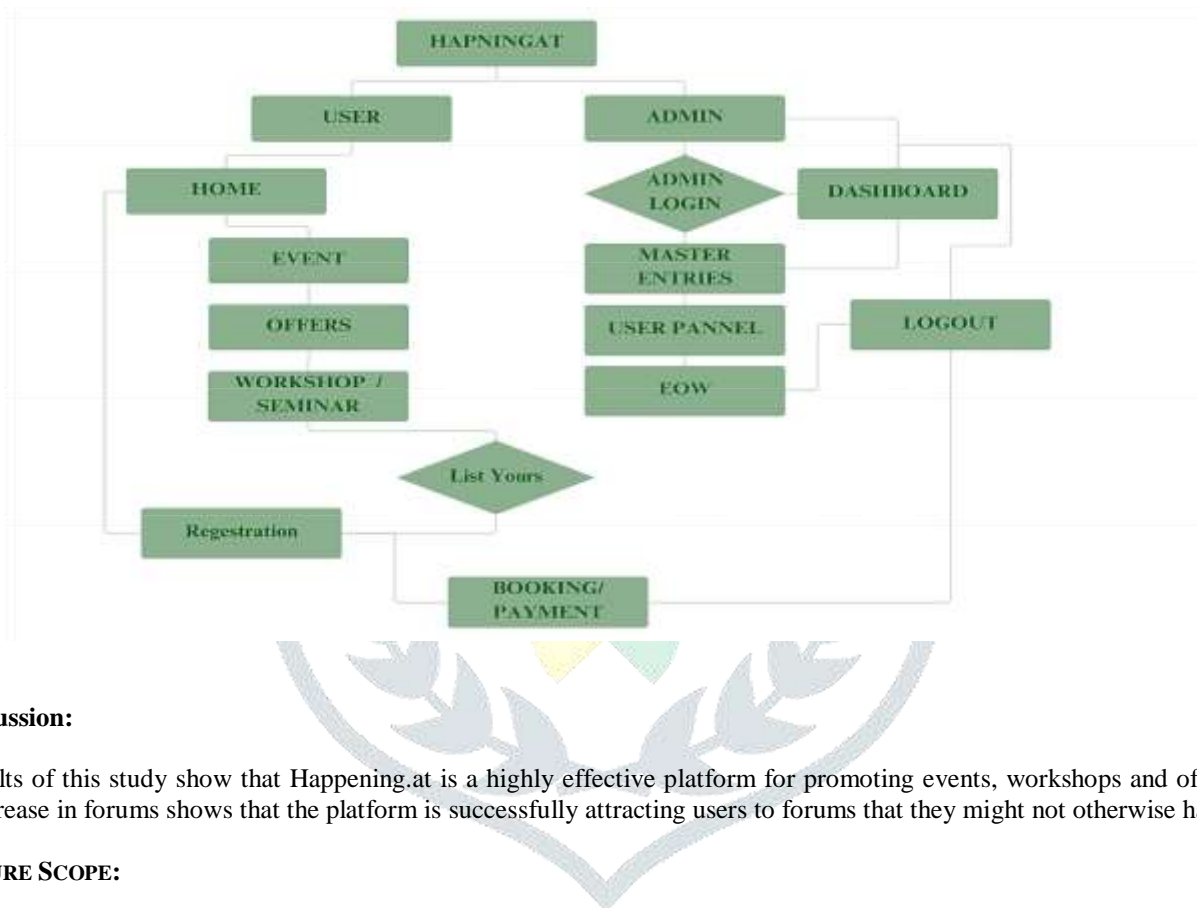 HAPNINGAT
USER
ADMIN
HOME
ADMIN
LOGIN
DASHBOARD
EVENT
MASTER
ENTRIES
OFFERS
USER PANNEL
LOGOUT
WORKSHOP /
SEMINAR
EOW
List Yours
Regestration
BOOKING/
PAYMENT
ussion:
lts of this study show that Happening.at is a highly effective platform for promoting events, workshops and of
rease in forums shows that the platform is successfully attracting users to forums that they might not otherwise ha
URE SCOPE: